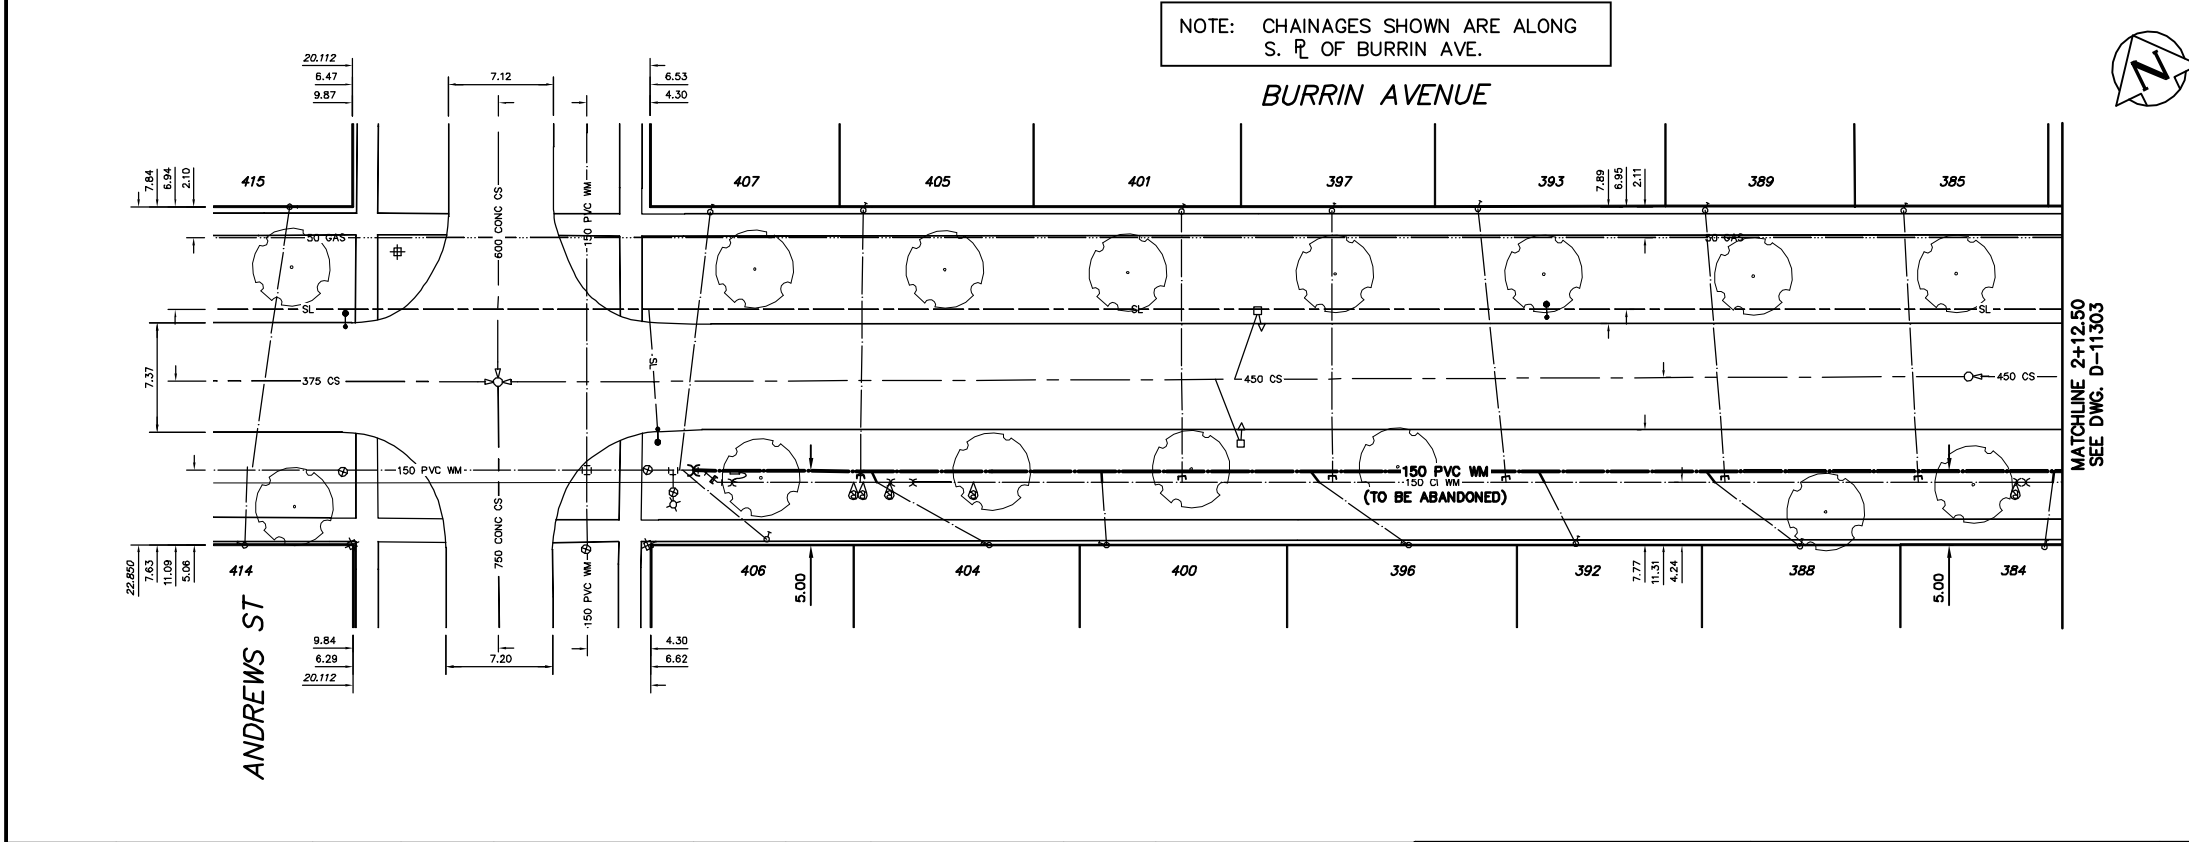 NOTE: CHAINAGES SHOWN ARE ALONG
S. PL OF BURRIN AVE.
BURRIN AVENUE
N
20.112
6.47
9.87
7.12
6.53
4.30
7.84
6.94
2.10
415
407
405
401
397
393
7.89
6.95
2.11
389
385
600 CONC CS
150 PVC WM
50 GAS
50 GAS
SL
SL
SL
SL
7.37
375 CS
450 CS
450 CS
MATCHLINE 2+12.50
SEE DWG. D-11303
150 PVC WM
150 PVC WM
150 CI WM
(TO BE ABANDONED)
750 CONC CS
150 PVC WM
22.850
7.63
11.09
5.06
414
406
5.00
404
400
396
392
7.77
11.31
4.24
388
5.00
384
ANDREWS ST
9.84
6.29
20.112
7.20
4.30
6.62